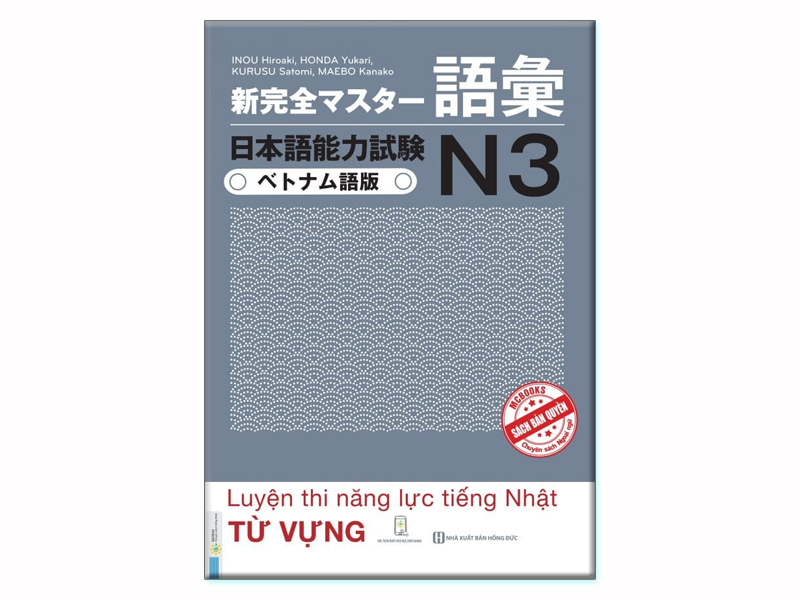 INOU Hiroaki, HONDA Yukari,
KURUSU Satomi, MAEBO Kanako
新完全マスター 語彙
日本語能力試験 N3
ベトナム語版
MCBOOKS
SÁCH BẢN QUYỀN
Chuyên sách Ngoại ngữ
Luyện thi năng lực tiếng Nhật
TỪ VỰNG
NHÀ XUẤT BẢN HỒNG ĐỨC